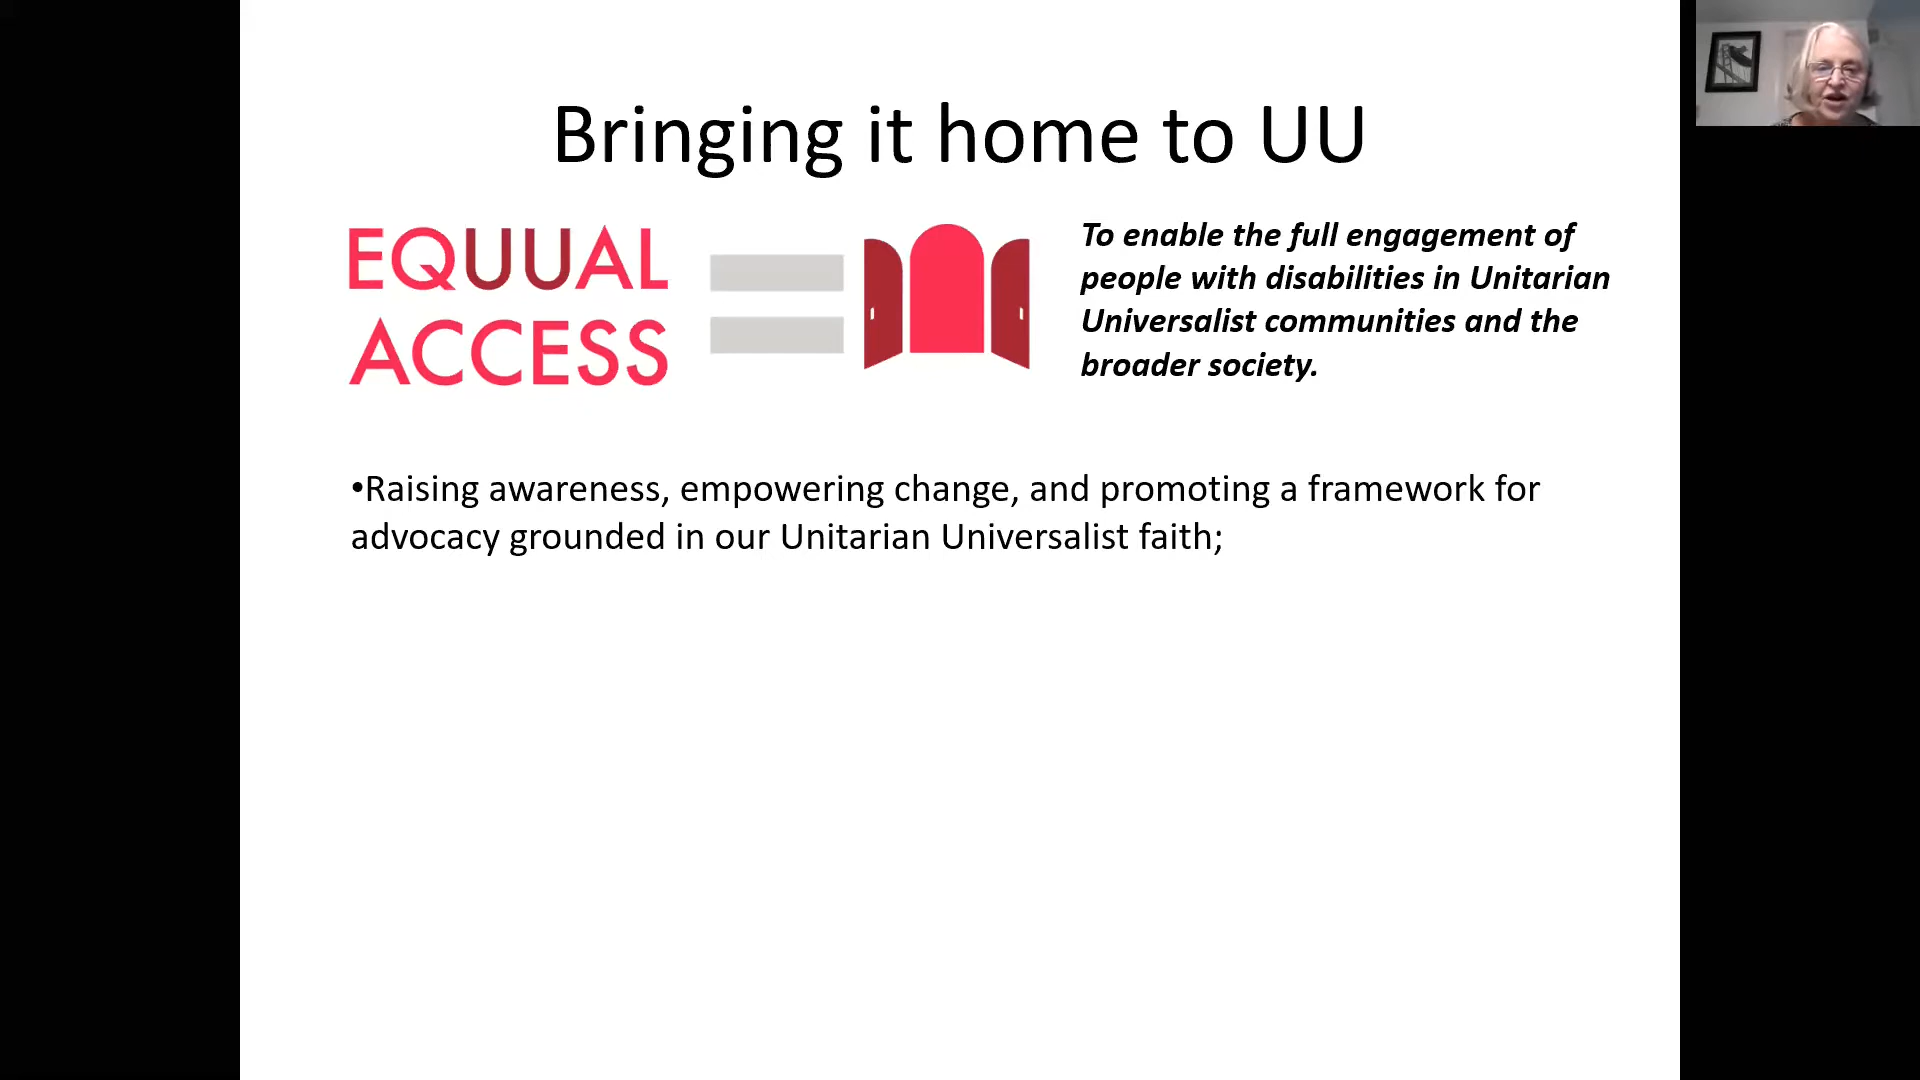 Bringing it home to UU
EQUUAL
ACCESS
To enable the full engagement of
people with disabilities in Unitarian
Universalist communities and the
broader society.
•Raising awareness, empowering change, and promoting a framework for
advocacy grounded in our Unitarian Universalist faith;